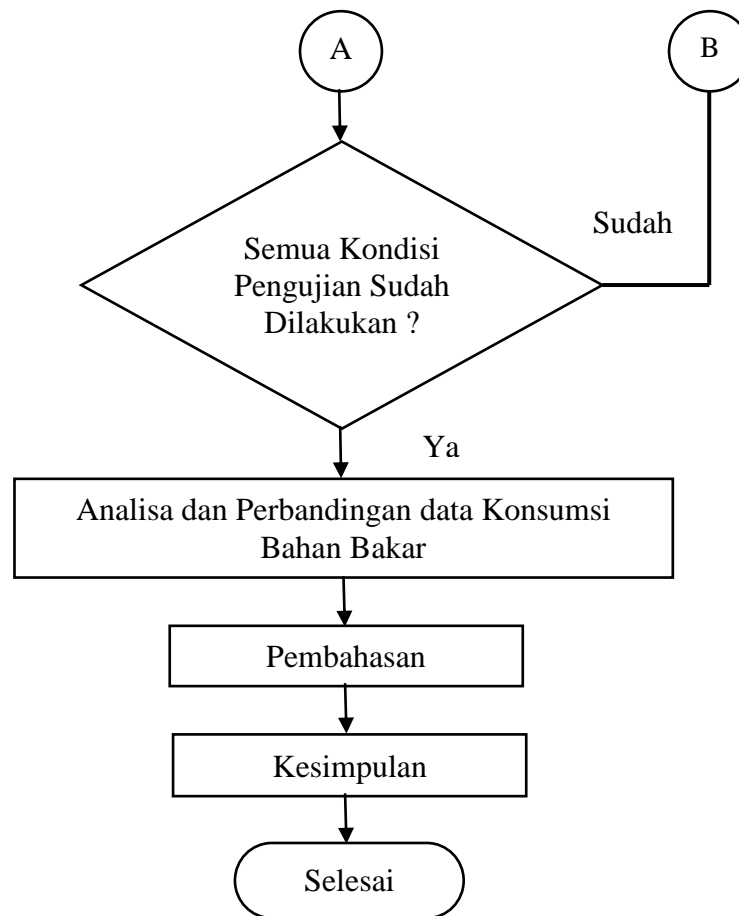 A
B
Sudah
Semua Kondisi
Pengujian Sudah
Dilakukan ?
Ya
Analisa dan Perbandingan data Konsumsi
Bahan Bakar
Pembahasan
Kesimpulan
Selesai